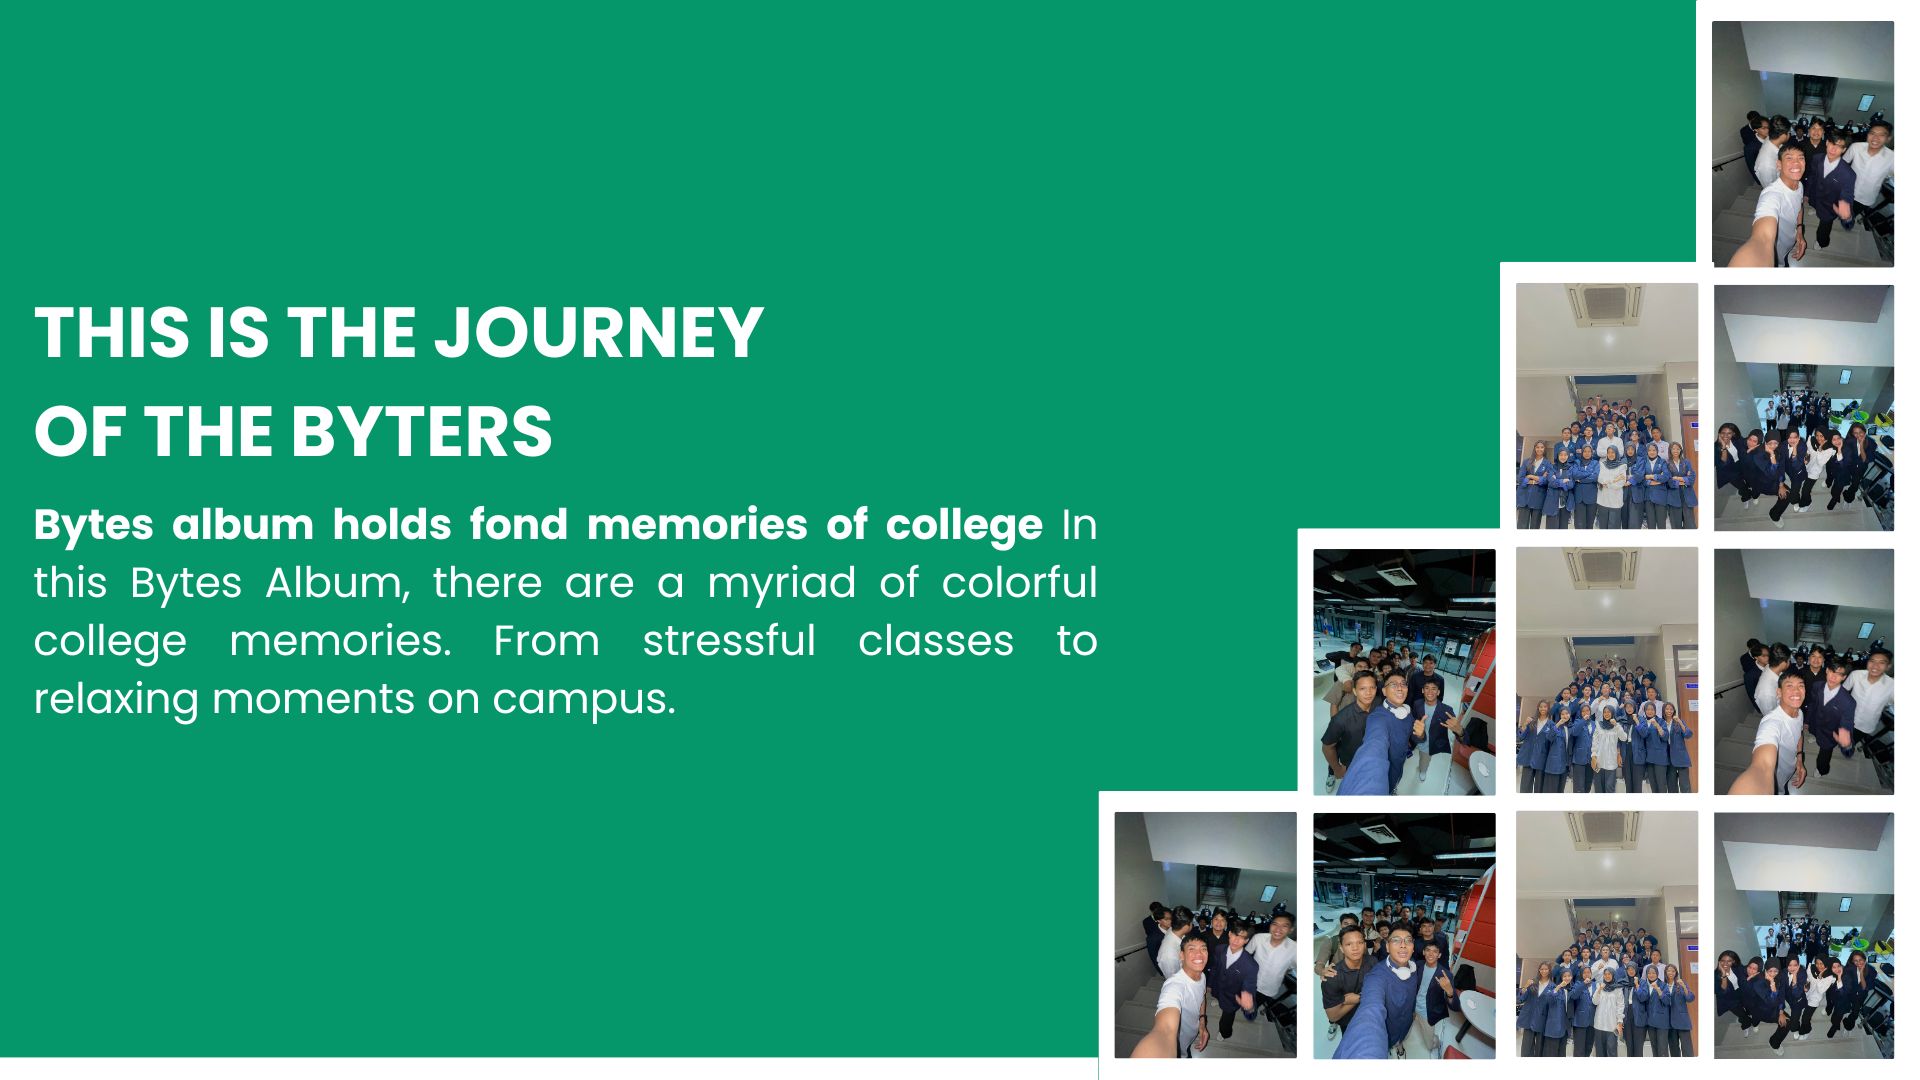 THIS IS THE JOURNEY
OF THE BYTERS
Bytes album holds fond memories of college In
this Bytes Album, there are a myriad of colorful
college memories. From stressful classes to
relaxing moments on campus.